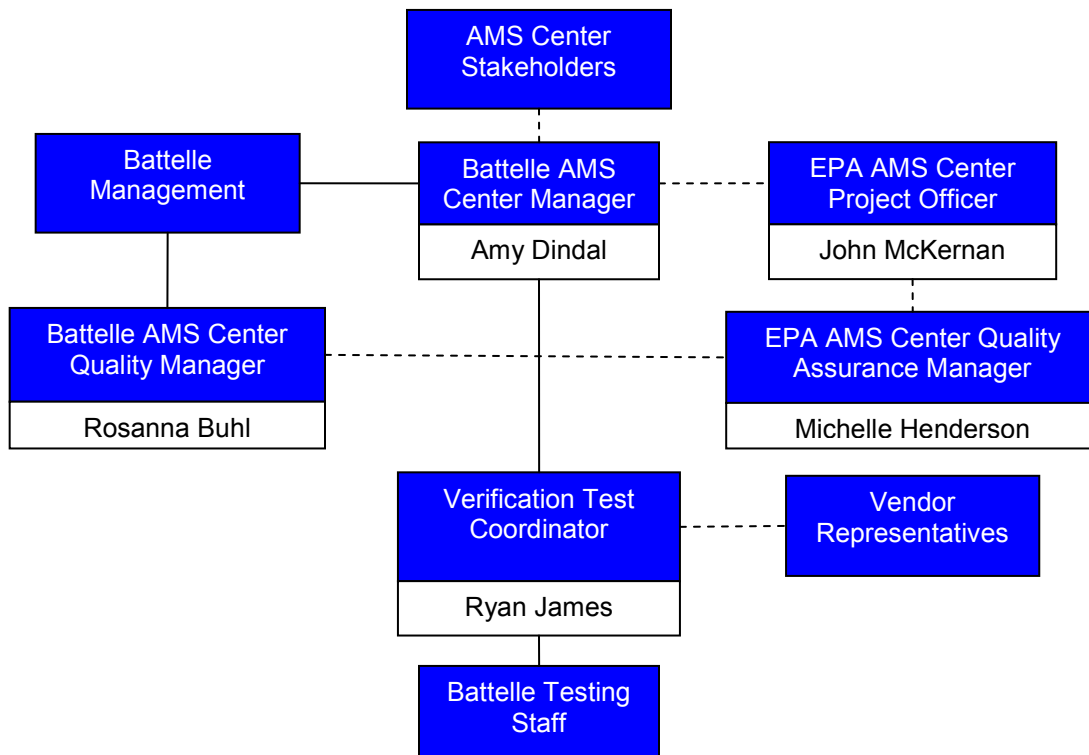 AMS Center
Stakeholders
Battelle
Management
Battelle AMS
Center Manager
Amy Dindal
EPA AMS Center
Project Officer
John McKernan
Battelle AMS Center
Quality Manager
Rosanna Buhl
EPA AMS Center Quality
Assurance Manager
Michelle Henderson
Verification Test
Coordinator
Ryan James
Vendor
Representatives
Battelle Testing
Staff